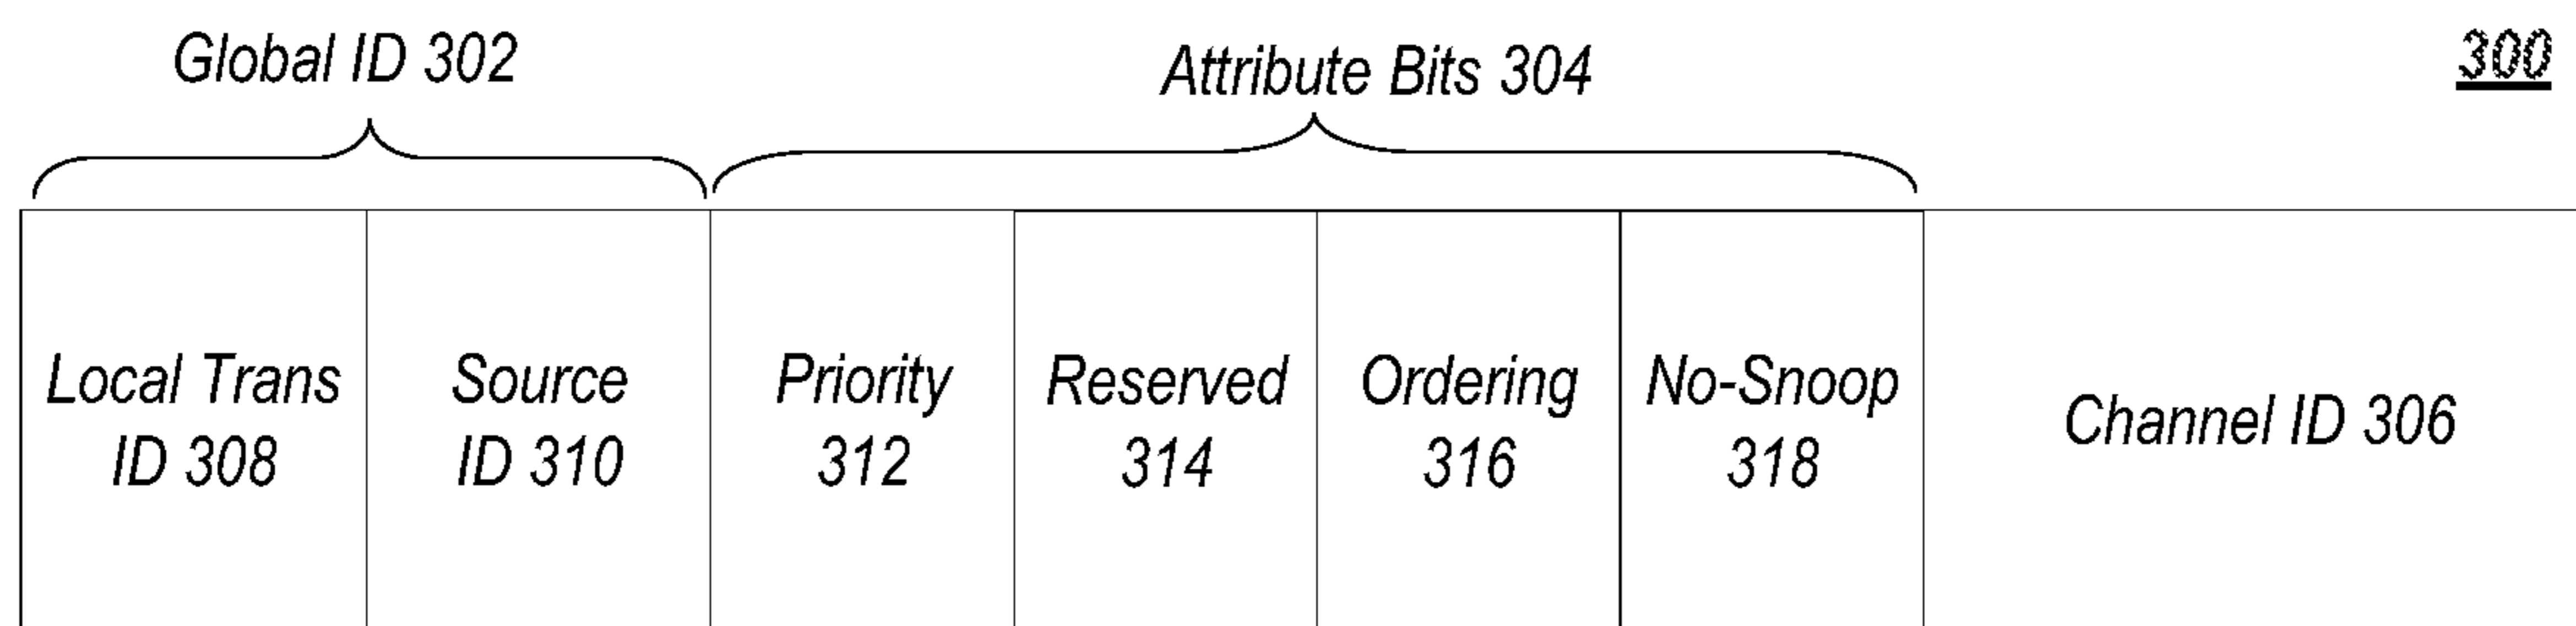 Global ID 302
Attribute Bits 304
300
Local Trans
ID 308
Source
ID 310
Priority
312
Reserved
314
Ordering
316
No-Snoop
318
Channel ID 306